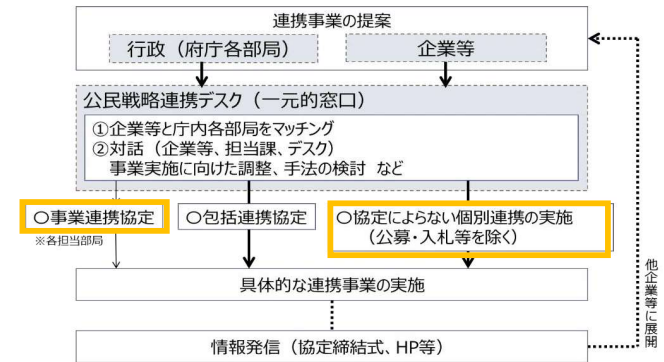 連携事業の提案
行政（府庁各部局）
企業等
公民戦略連携デスク（一元的窓口）
①企業等と庁内各部局をマッチング
②対話（企業等、担当課、デスク）
事業実施に向けた調整、手法の検討 など
〇事業連携協定
※各担当部局
〇包括連携協定
〇協定によらない個別連携の実施
（公募・入札等を除く）
具体的な連携事業の実施
情報発信（協定締結式、HP等）
他企業等に展開